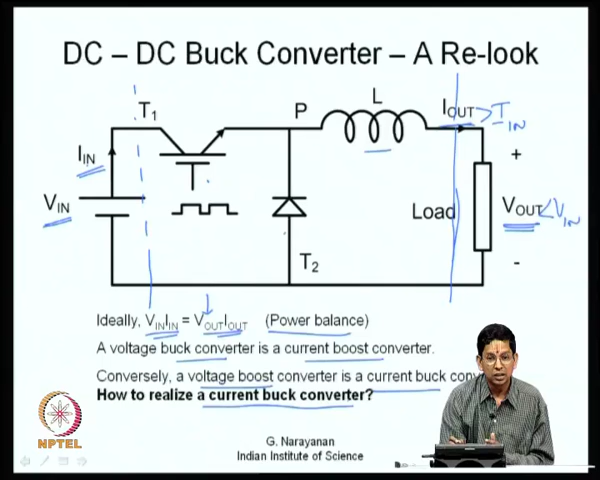 DC – DC Buck Converter – A Re-look
T1
P
L
IOUT > IIN
IIN
+
VIN
Load
VOUT < VIN
T2
-
Ideally, VINIIN = VOUTIOUT (Power balance)
A voltage buck converter is a current boost converter.
Conversely, a voltage boost converter is a current buck conv
How to realize a current buck converter?
NPTEL
G. Narayanan
Indian Institute of Science